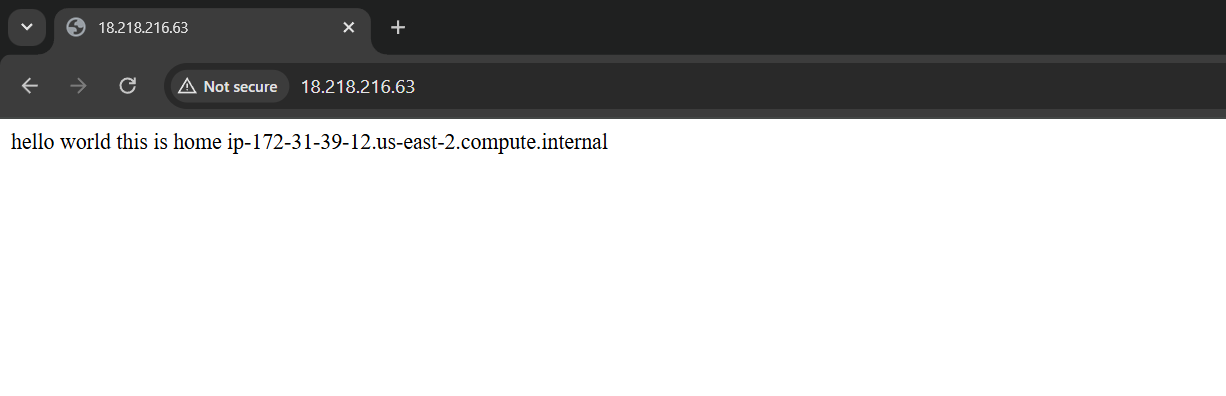 18.218.216.63
Not secure 18.218.216.63
hello world this is home ip-172-31-39-12.us-east-2.compute.internal